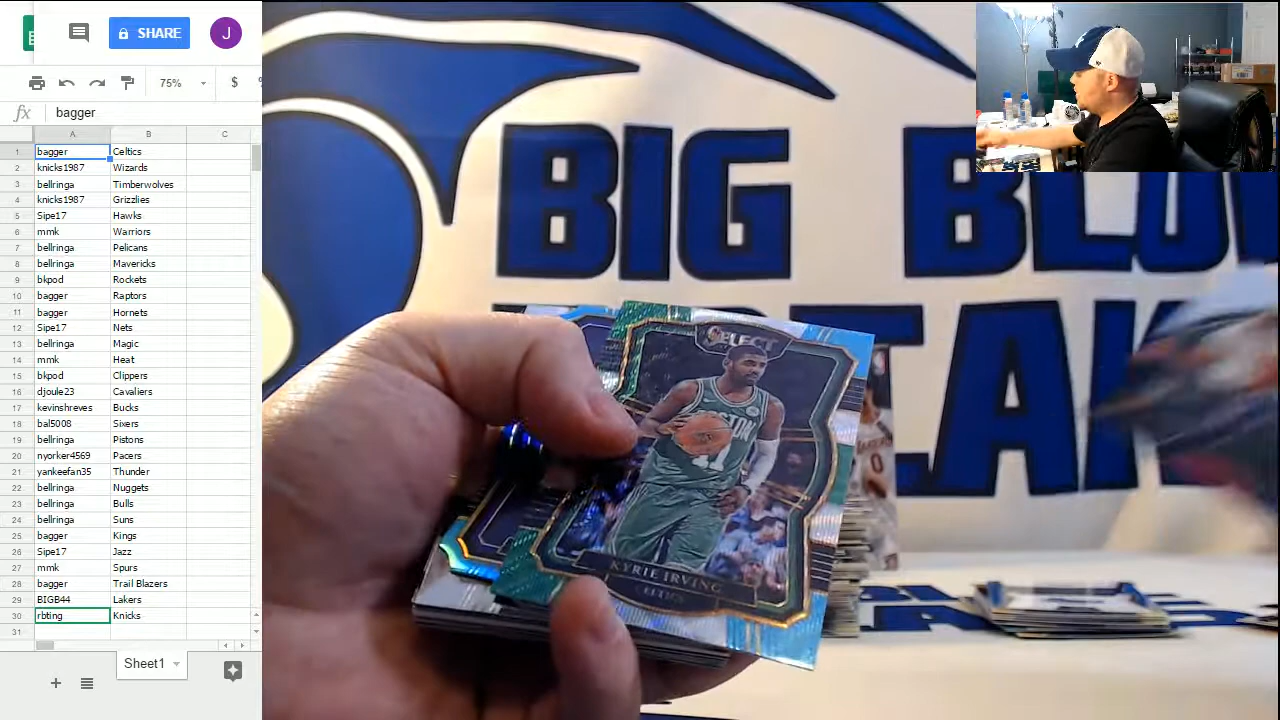 SHARE
J
75%
$
fx bagger
A B C
1 bagger Celtics
2 knicks1987 Wizards
3 bellringa Timberwolves
4 knicks1987 Grizzlies
5 Sipe17 Hawks
6 mmk Warriors
7 bellringa Pelicans
8 bellringa Mavericks
9 bkpod Rockets
10 bagger Raptors
11 bagger Hornets
12 Sipe17 Nets
13 bellringa Magic
14 mmk Heat
15 bkpod Clippers
16 djoule23 Cavaliers
17 kevinshreves Bucks
18 bal5008 Sixers
19 bellringa Pistons
20 nyorker4569 Pacers
21 yankeefan35 Thunder
22 bellringa Nuggets
23 bellringa Bulls
24 bellringa Suns
25 bagger Kings
26 Sipe17 Jazz
27 mmk Spurs
28 bagger Trail Blazers
29 BIGB44 Lakers
30 rbting Knicks
31
Sheet1
BIG
SELECT
BOSTON
11
KYRIE IRVING
CELTICS
0